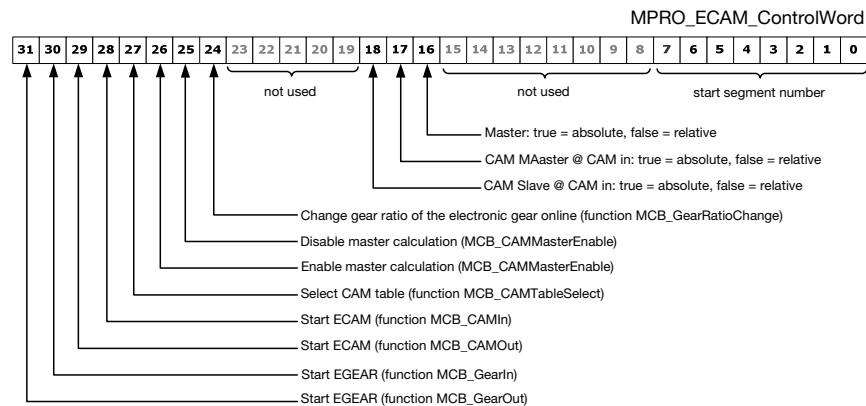 MPRO_ECAM_ControlWord
31 30 29 28 27 26 25 24 23 22 21 20 19 18 17 16 15 14 13 12 11 10 9 8 7 6 5 4 3 2 1 0
not used not used start segment number
Master: true = absolute, false = relative
CAM MAaster @ CAM in: true = absolute, false = relative
CAM Slave @ CAM in: true = absolute, false = relative
Change gear ratio of the electronic gear online (function MCB_GearRatioChange)
Disable master calculation (MCB_CAMMasterEnable)
Enable master calculation (MCB_CAMMasterEnable)
Select CAM table (function MCB_CAMTableSelect)
Start ECAM (function MCB_CAMIn)
Start ECAM (function MCB_CAMOut)
Start EGEAR (function MCB_GearIn)
Start EGEAR (function MCB_GearOut)